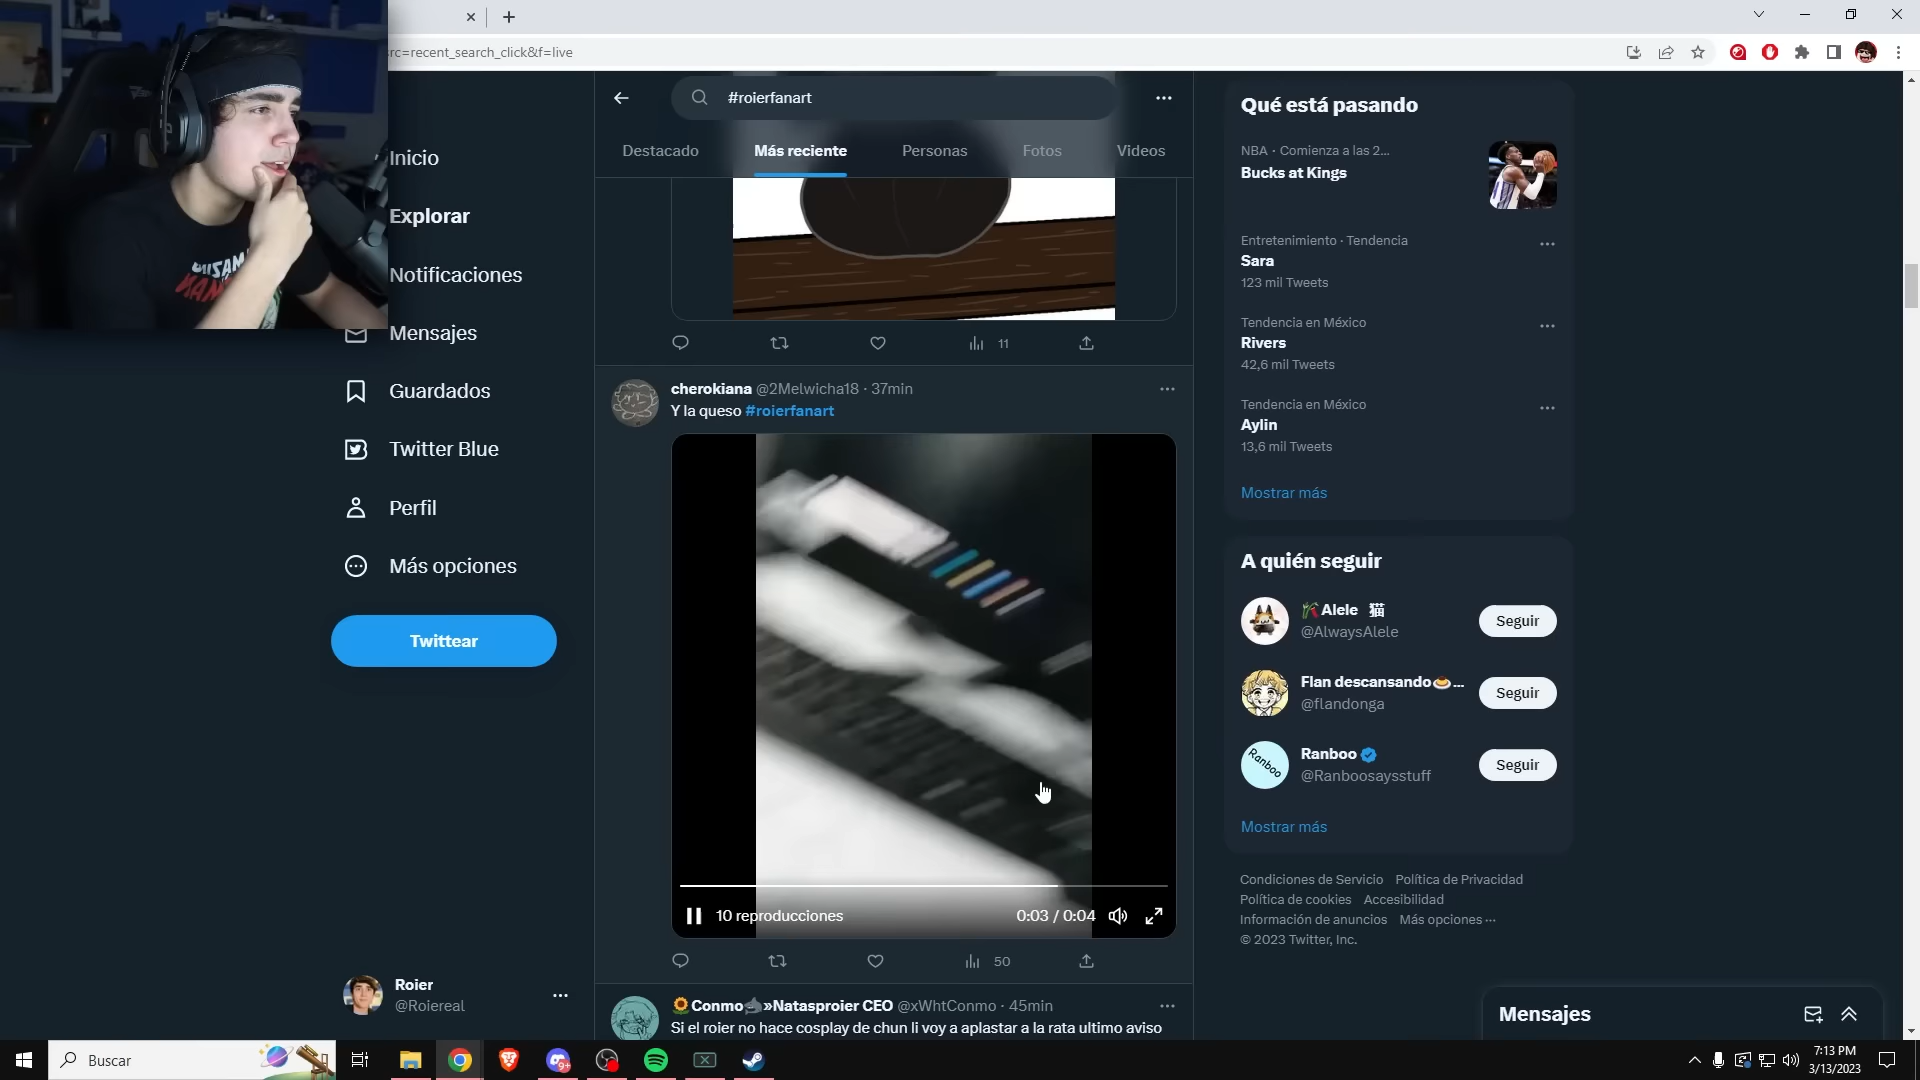 rc=recent_search_click&f=live
#roierfanart
Destacado
Más reciente
Personas
Fotos
Videos
Inicio
Explorar
Notificaciones
Mensajes
Guardados
Twitter Blue
Perfil
Más opciones
Twittear
Roier
@Roiereal
11
cherokiana @2Melwicha18 · 37min
Y la queso #roierfanart
10 reproducciones
0:03 / 0:04
50
🌻Conmo🦈»Natasproier CEO @xWhtConmo · 45min
Si el roier no hace cosplay de chun li voy a aplastar a la rata ultimo aviso
Qué está pasando
NBA · Comienza a las 2...
Bucks at Kings
Entretenimiento · Tendencia
Sara
123 mil Tweets
Tendencia en México
Rivers
42,6 mil Tweets
Tendencia en México
Aylin
13,6 mil Tweets
Mostrar más
A quién seguir
🎋Alele 猫
@AlwaysAlele
Seguir
Flan descansando🍮...
@flandonga
Seguir
Ranboo
Ranboo
@Ranboosaysstuff
Seguir
Mostrar más
Condiciones de Servicio Política de Privacidad
Política de cookies Accesibilidad
Información de anuncios Más opciones ···
© 2023 Twitter, Inc.
Mensajes
Buscar
9+
7:13 PM
3/13/2023